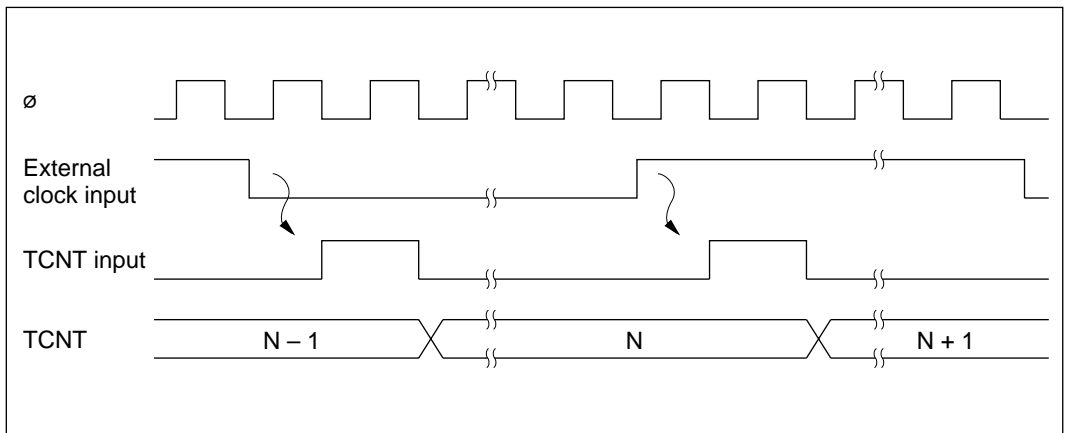 ø
External
clock input
TCNT input
TCNT
N – 1
N
N + 1